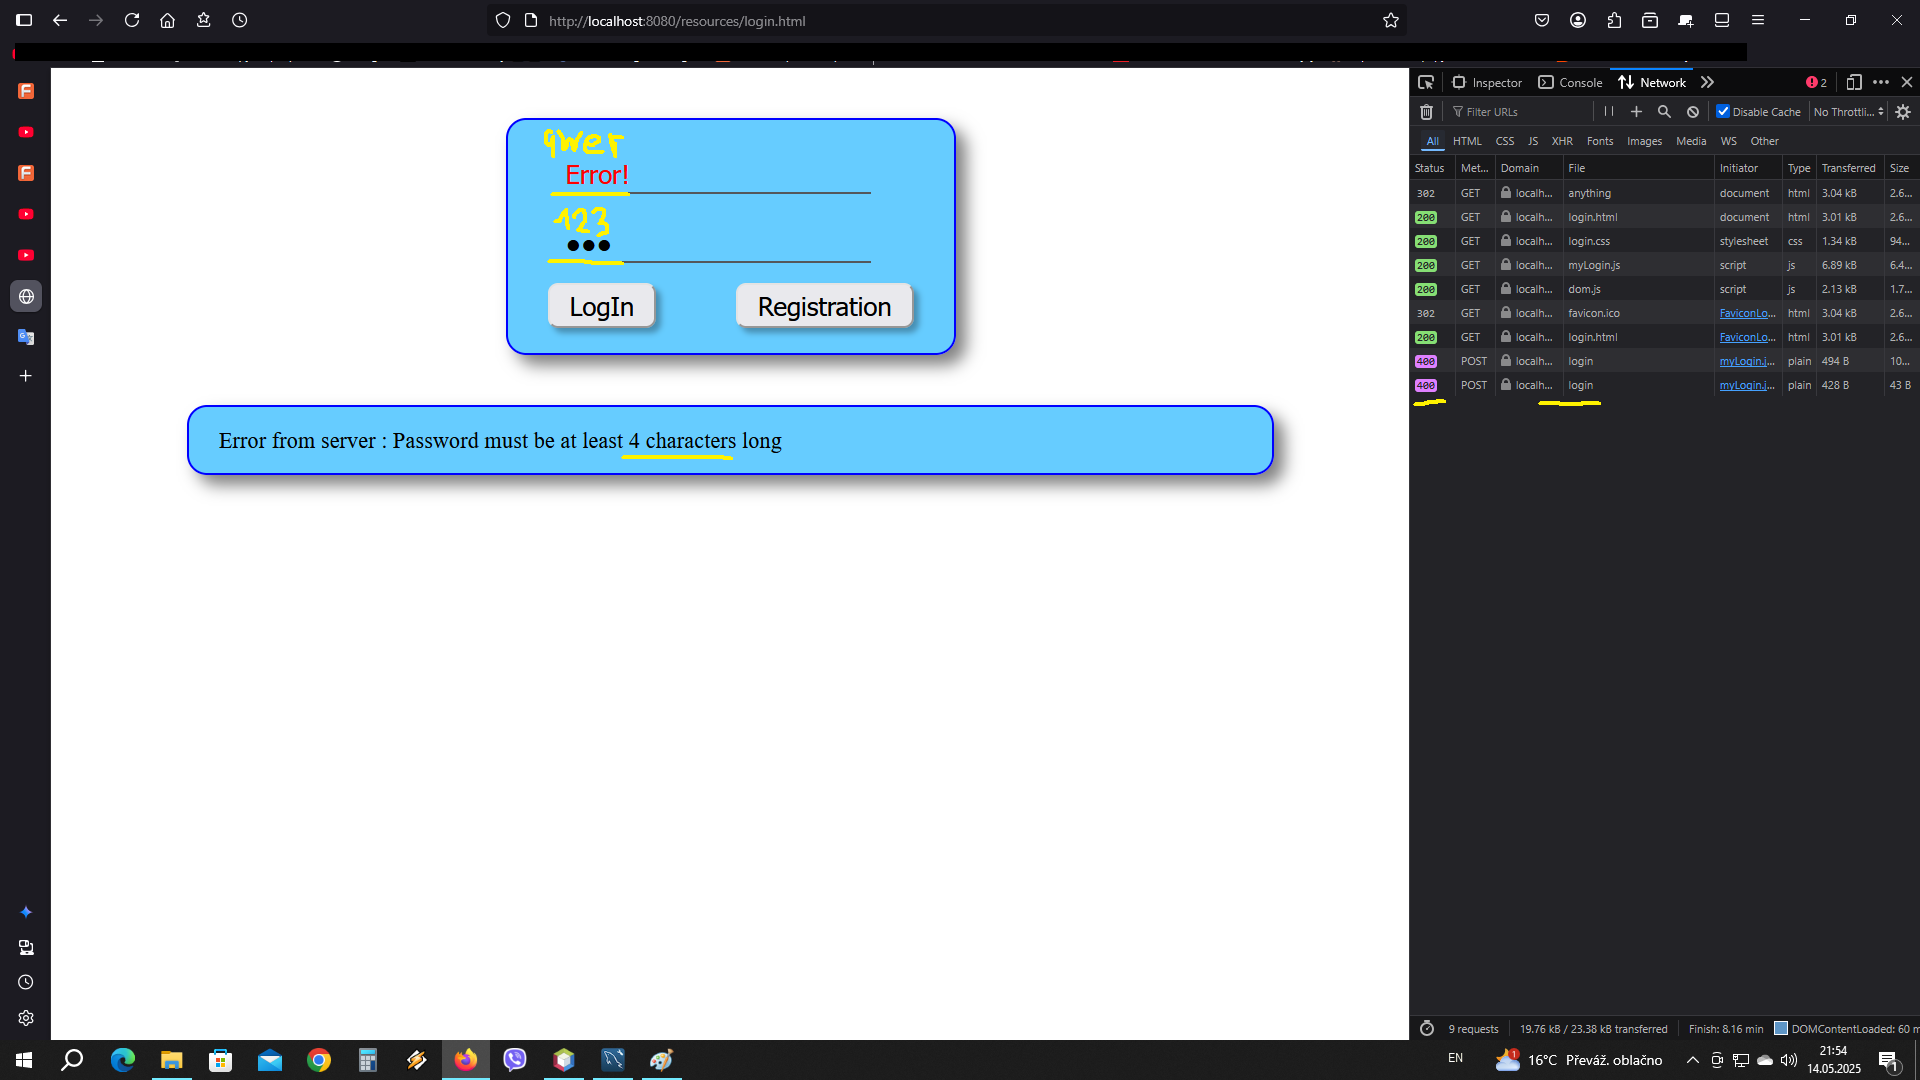 http://localhost:8080/resources/login.html
Inspector Console Network 2
Filter URLs Disable Cache No Throttli...
All HTML CSS JS XHR Fonts Images Media WS Other
Status Met... Domain File Initiator Type Transferred Size
302 GET localh... anything document html 3.04 kB 2.6...
200 GET localh... login.html document html 3.01 kB 2.6...
200 GET localh... login.css stylesheet css 1.34 kB 94...
200 GET localh... myLogin.js script js 6.89 kB 6.4...
200 GET localh... dom.js script js 2.13 kB 1.7...
302 GET localh... favicon.ico FaviconLo... html 3.04 kB 2.6...
200 GET localh... login.html FaviconLo... html 3.01 kB 2.6...
400 POST localh... login myLogin.j... plain 494 B 10...
400 POST localh... login myLogin.j... plain 428 B 43 B
qwer
Error!
123
LogIn Registration
Error from server : Password must be at least 4 characters long
9 requests 19.76 kB / 23.38 kB transferred Finish: 8.16 min DOMContentLoaded: 60 m
EN 1 16°C Převáž. oblačno 21:54
14.05.2025 1